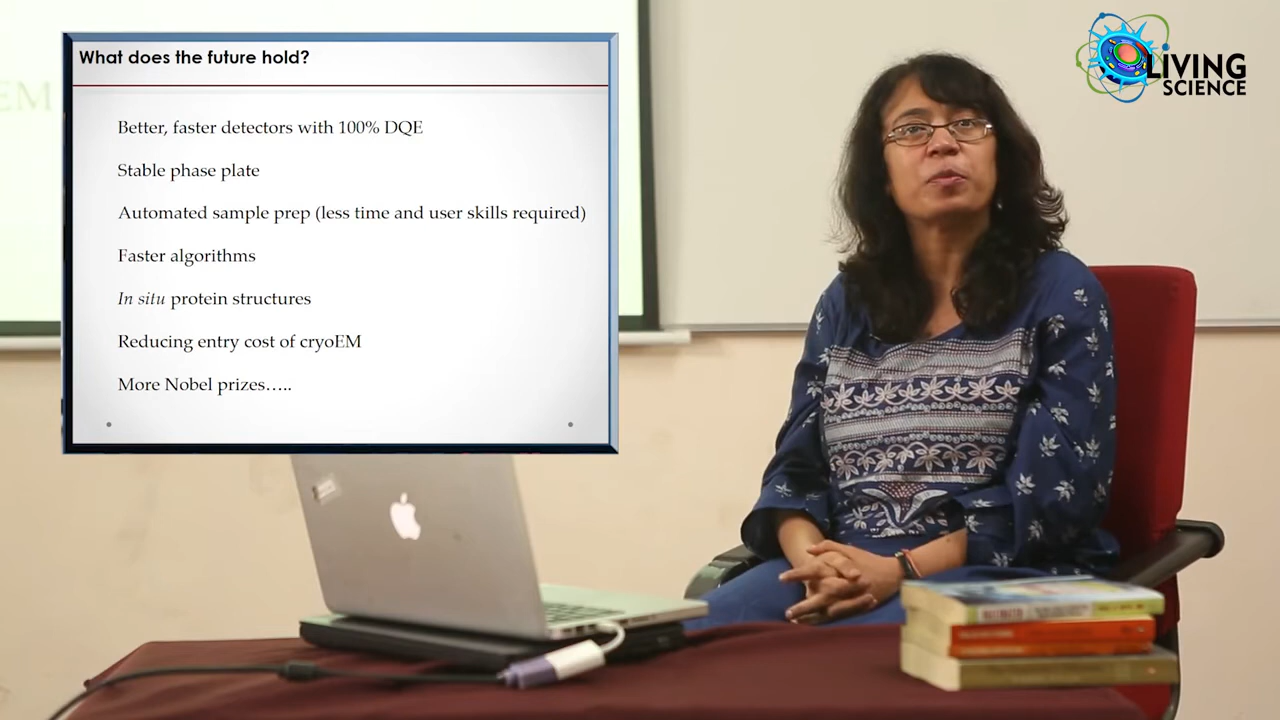 What does the future hold?
Better, faster detectors with 100% DQE
Stable phase plate
Automated sample prep (less time and user skills required)
Faster algorithms
In situ protein structures
Reducing entry cost of cryoEM
More Nobel prizes…..
LIVING
SCIENCE
EM